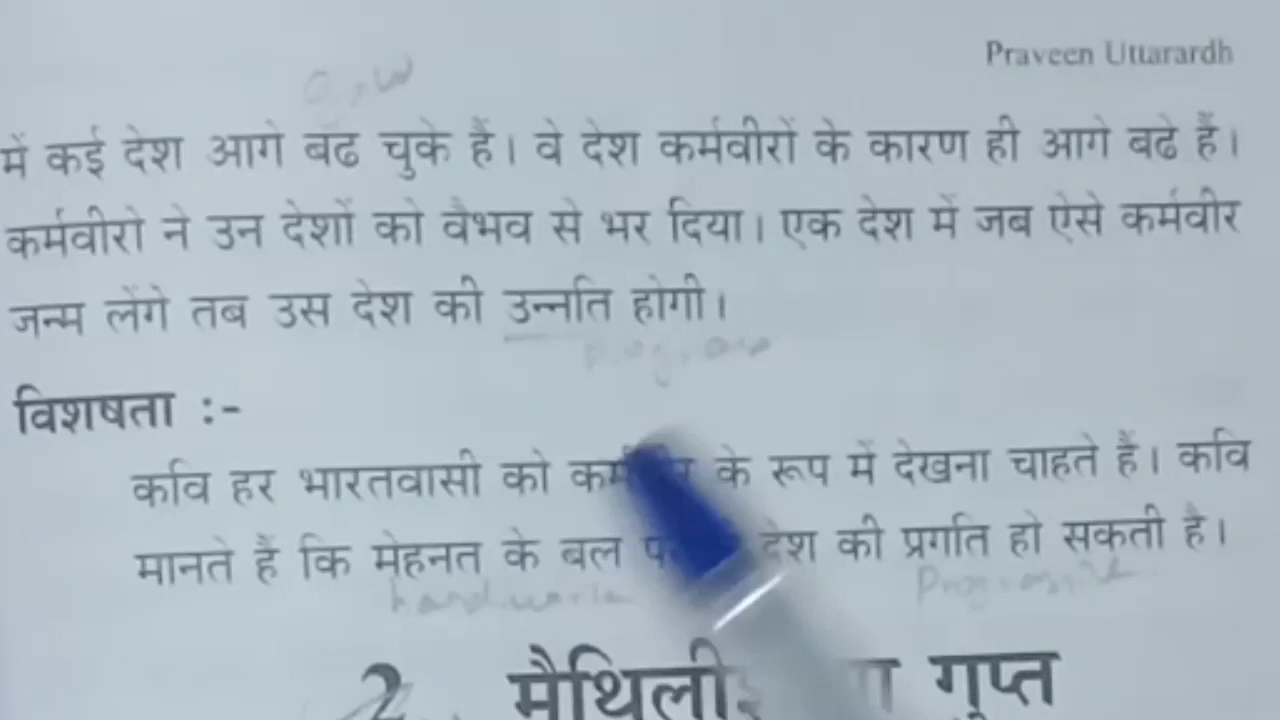 Praveen Uttarardh
में कई देश आगे बढ चुके हैं। वे देश कर्मवीरों के कारण ही आगे बढे हैं।
कर्मवीरो ने उन देशों को वैभव से भर दिया। एक देश में जब ऐसे कर्मवीर
जन्म लेंगे तब उस देश की उन्नति होगी।
विशषता :-
कवि हर भारतवासी को के रूप में देखना चाहते हैं। कवि
मानते हैं कि मेहनत के बल देश की प्रगति हो सकती है।
2. गुप्त